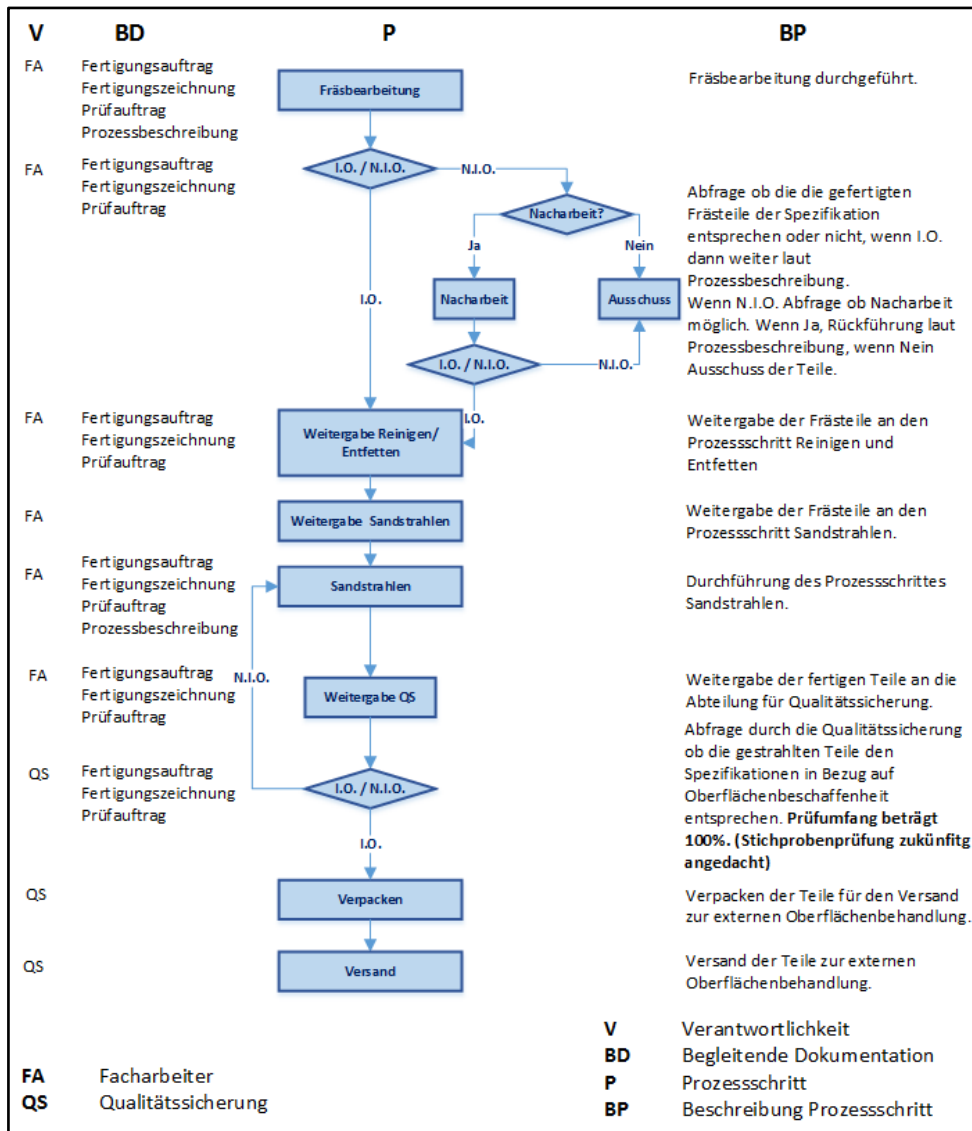 V BD P BP
FA Fertigungsauftrag
Fertigungszeichnung
Prüfauftrag
Prozessbeschreibung
Fräsbearbeitung
Fräsbearbeitung durchgeführt.
FA Fertigungsauftrag
Fertigungszeichnung
Prüfauftrag
I.O. / N.I.O.
N.I.O.
Nacharbeit?
Ja
Nein
I.O.
Nacharbeit
Ausschuss
I.O. / N.I.O.
N.I.O.
I.O.
Abfrage ob die die gefertigten
Frästeile der Spezifikation
entsprechen oder nicht, wenn I.O.
dann weiter laut
Prozessbeschreibung.
Wenn N.I.O. Abfrage ob Nacharbeit
möglich. Wenn Ja, Rückführung laut
Prozessbeschreibung, wenn Nein
Ausschuss der Teile.
FA Fertigungsauftrag
Fertigungszeichnung
Prüfauftrag
Weitergabe Reinigen/
Entfetten
Weitergabe der Frästeile an den
Prozessschritt Reinigen und
Entfetten
FA
Weitergabe Sandstrahlen
Weitergabe der Frästeile an den
Prozessschritt Sandstrahlen.
FA Fertigungsauftrag
Fertigungszeichnung
Prüfauftrag
Prozessbeschreibung
Sandstrahlen
Durchführung des Prozessschrittes
Sandstrahlen.
FA Fertigungsauftrag
Fertigungszeichnung
Prüfauftrag
N.I.O.
Weitergabe QS
Weitergabe der fertigen Teile an die
Abteilung für Qualitätssicherung.
QS Fertigungsauftrag
Fertigungszeichnung
Prüfauftrag
I.O. / N.I.O.
I.O.
Abfrage durch die Qualitätssicherung
ob die gestrahlten Teile den
Spezifikationen in Bezug auf
Oberflächenbeschaffenheit
entsprechen. Prüfumfang beträgt
100%. (Stichprobenprüfung zukünfitg
angedacht)
QS
Verpacken
Verpacken der Teile für den Versand
zur externen Oberflächenbehandlung.
QS
Versand
Versand der Teile zur externen
Oberflächenbehandlung.
FA Facharbeiter
QS Qualitätssicherung
V Verantwortlichkeit
BD Begleitende Dokumentation
P Prozessschritt
BP Beschreibung Prozessschritt